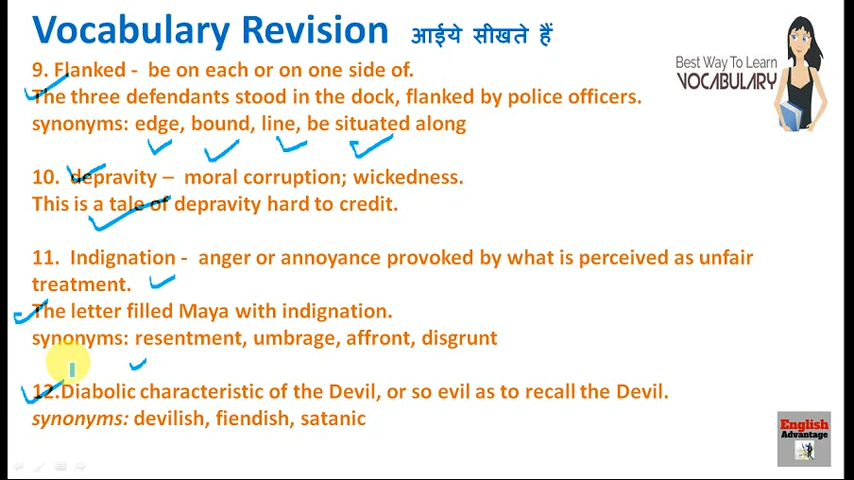 Vocabulary Revision आईये सीखते हैं
Best Way To Learn
VOCABULARY
9. Flanked - be on each or on one side of.
The three defendants stood in the dock, flanked by police officers.
synonyms: edge, bound, line, be situated along
10. depravity – moral corruption; wickedness.
This is a tale of depravity hard to credit.
11. Indignation - anger or annoyance provoked by what is perceived as unfair
treatment.
The letter filled Maya with indignation.
synonyms: resentment, umbrage, affront, disgrunt
12.Diabolic characteristic of the Devil, or so evil as to recall the Devil.
synonyms: devilish, fiendish, satanic
English
Advantage